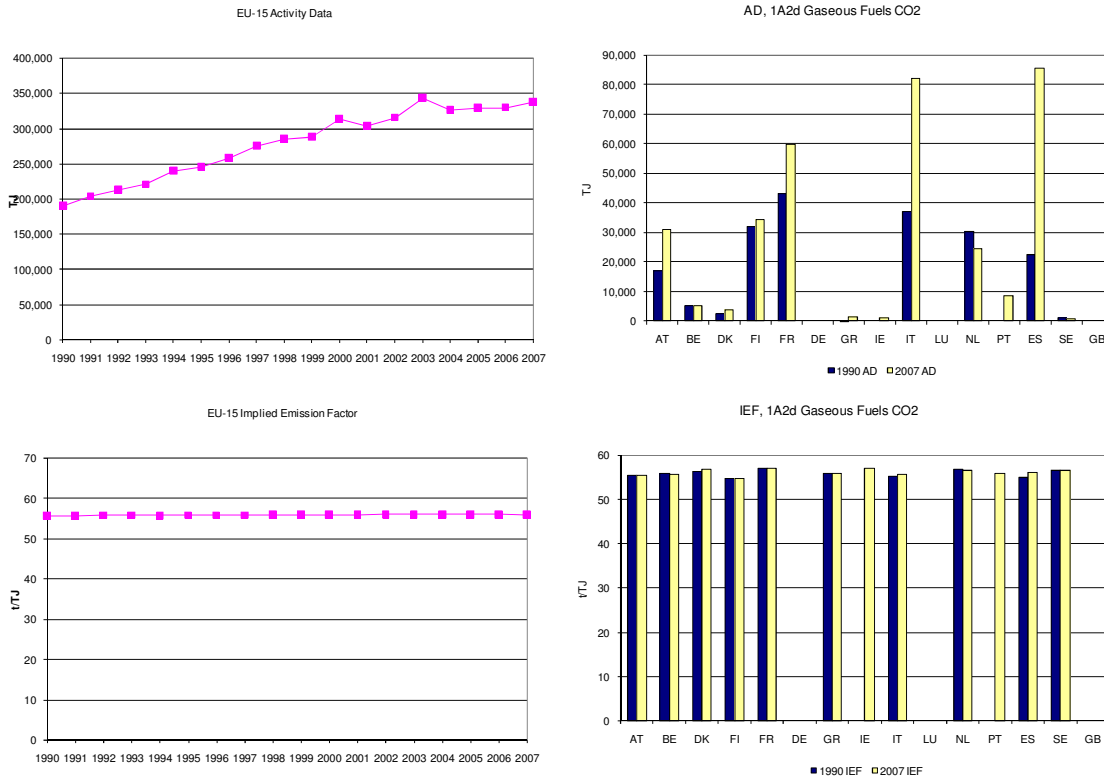 EU-15 Activity Data
400,000
350,000
300,000
250,000
200,000
150,000
100,000
50,000
0
TJ
1990 1991 1992 1993 1994 1995 1996 1997 1998 1999 2000 2001 2002 2003 2004 2005 2006 2007
AD, 1A2d Gaseous Fuels CO2
90,000
80,000
70,000
60,000
50,000
40,000
30,000
20,000
10,000
0
TJ
AT BE DK FI FR DE GR IE IT LU NL PT ES SE GB
1990 AD 2007 AD
EU-15 Implied Emission Factor
70
60
50
40
30
20
10
0
t/TJ
1990 1991 1992 1993 1994 1995 1996 1997 1998 1999 2000 2001 2002 2003 2004 2005 2006 2007
IEF, 1A2d Gaseous Fuels CO2
60
50
40
30
20
10
0
t/TJ
AT BE DK FI FR DE GR IE IT LU NL PT ES SE GB
1990 IEF 2007 IEF